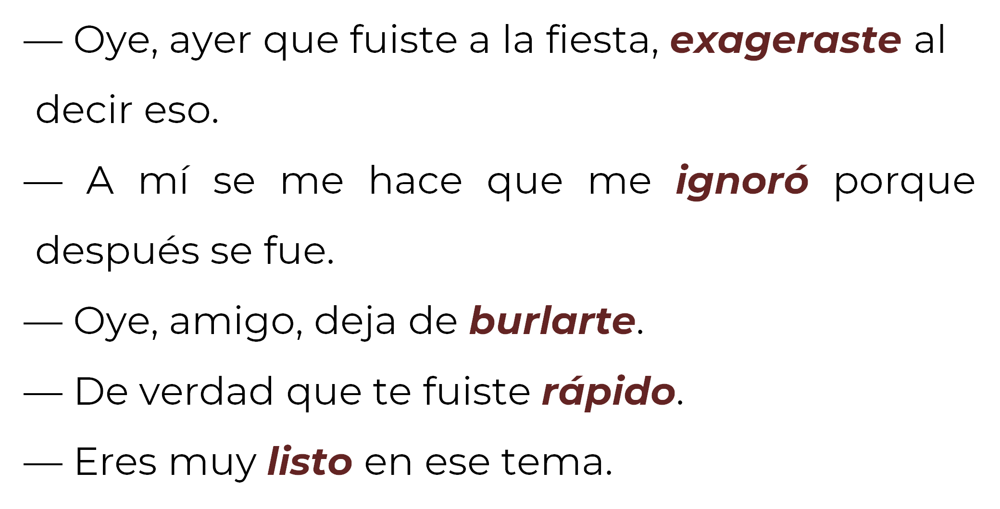 — Oye, ayer que fuiste a la fiesta, exageraste al
decir eso.
— A mí se me hace que me ignoró porque
después se fue.
— Oye, amigo, deja de burlarte.
— De verdad que te fuiste rápido.
— Eres muy listo en ese tema.